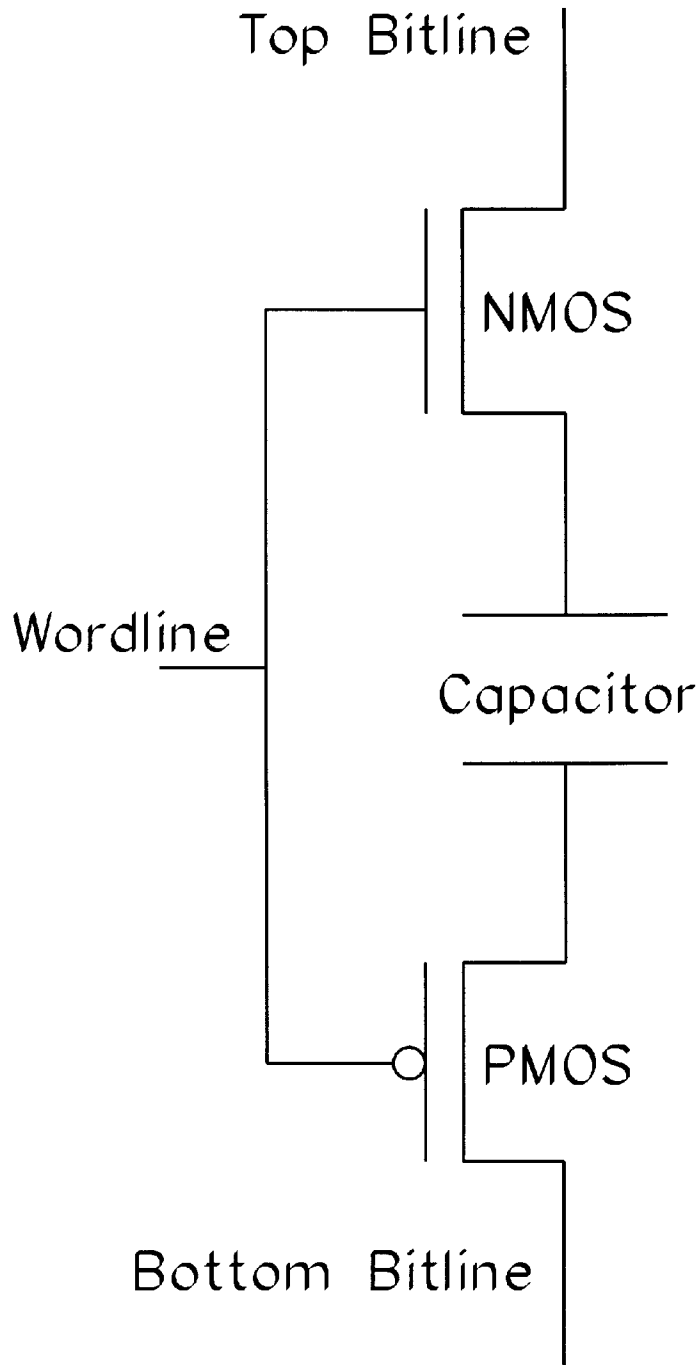 Top Bitline
NMOS
Wordline
Capacitor
PMOS
Bottom Bitline